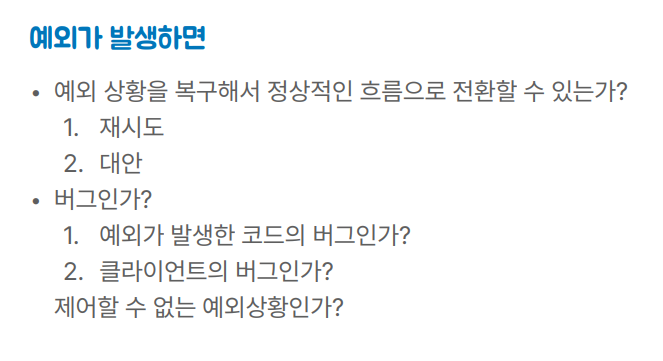 예외가 발생하면
• 예외 상황을 복구해서 정상적인 흐름으로 전환할 수 있는가?
1. 재시도
2. 대안
• 버그인가?
1. 예외가 발생한 코드의 버그인가?
2. 클라이언트의 버그인가?
제어할 수 없는 예외상황인가?